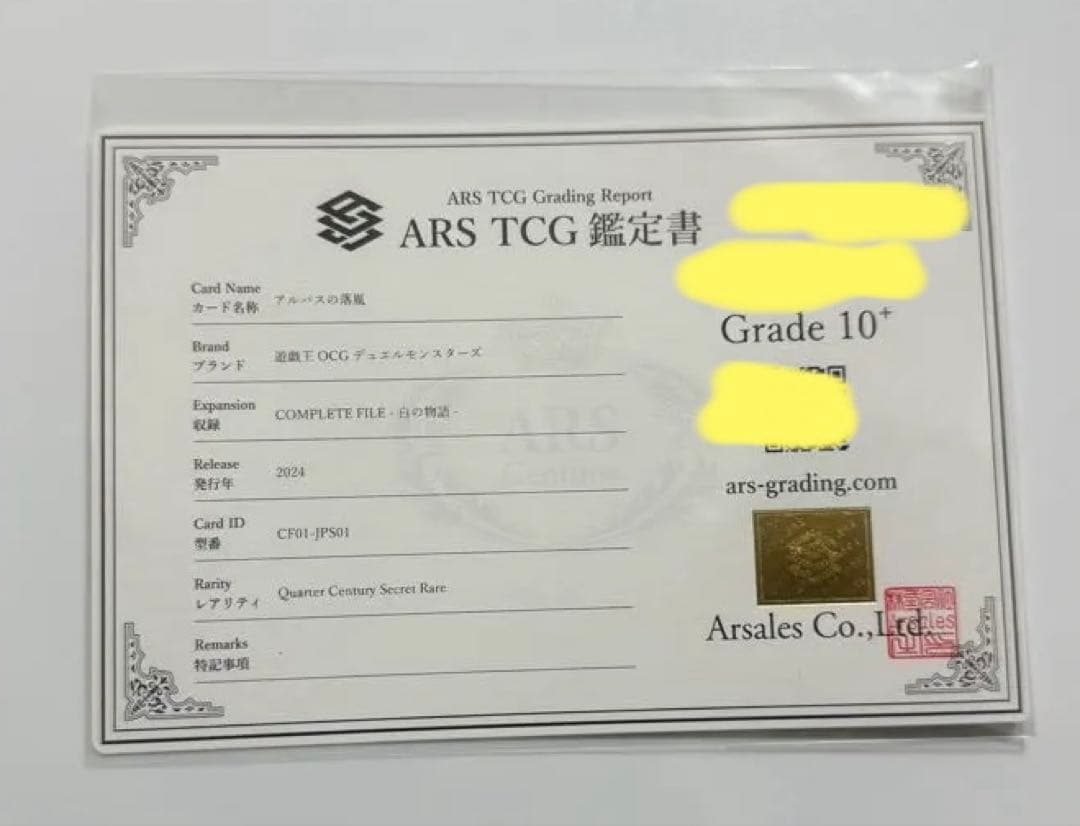 ARS TCG Grading Report
ARS TCG 鑑定書
Card Name
カード名称
アルバスの落胤
Brand
ブランド
遊戯王OCG デュエルモンスターズ
Expansion
収録
COMPLETE FILE - 白の物語 -
Release
発行年
2024
Card ID
型番
CF01-JPS01
Rarity
レアリティ
Quarter Century Secret Rare
Remarks
特記事項
-
Grade 10+
ars-grading.com
Arsales Co.,Ltd.
ARS